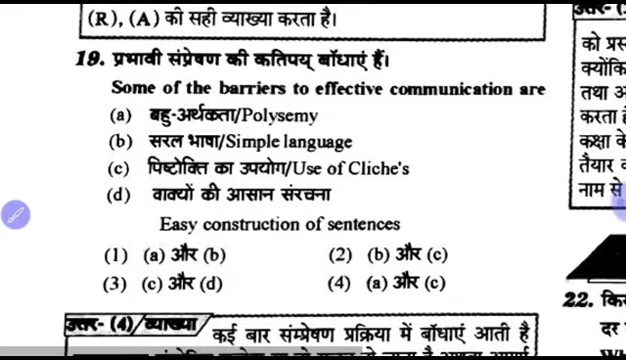 (R), (A) की सही व्याख्या करता है।
19. प्रभावी संप्रेषण की कतिपय् बाँधाएं हैं।
Some of the barriers to effective communication are
(a) बहु-अर्थकता/Polysemy
(b) सरल भाषा/Simple language
(c) पिष्टोक्ति का उपयोग/Use of Cliche's
(d) वाक्यों की आसान संरचना
Easy construction of sentences
(1) (a) और (b) (2) (b) और (c)
(3) (c) और (d) (4) (a) और (c)
उत्तर- (4)/व्याख्या/ कई बार संम्प्रेषण प्रक्रिया में बाँधाएं आती है
उत्तर-
को
क्योंकि
तथा
करता
कक्षा के
तैयार
नाम से
22.
दर